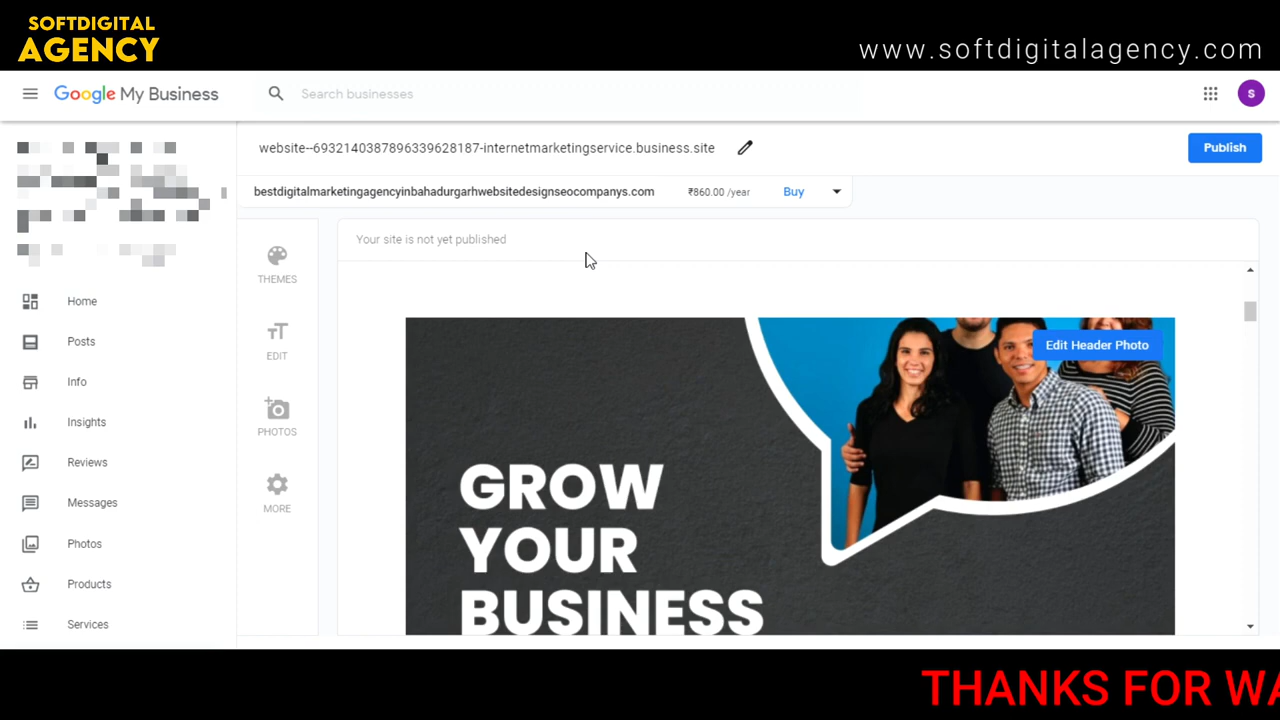 SOFTDIGITAL
AGENCY
www.softdigitalagency.com
Google My Business
Search businesses
S
website--6932140387896339628187-internetmarketingservice.business.site
Publish
bestdigitalmarketingagencyinbahadurgarhwebsitedesignseocompanys.com ₹860.00 /year Buy
Your site is not yet published
THEMES
EDIT
PHOTOS
MORE
Home
Posts
Info
Insights
Reviews
Messages
Photos
Products
Services
Edit Header Photo
GROW
YOUR
BUSINESS
THANKS FOR WA